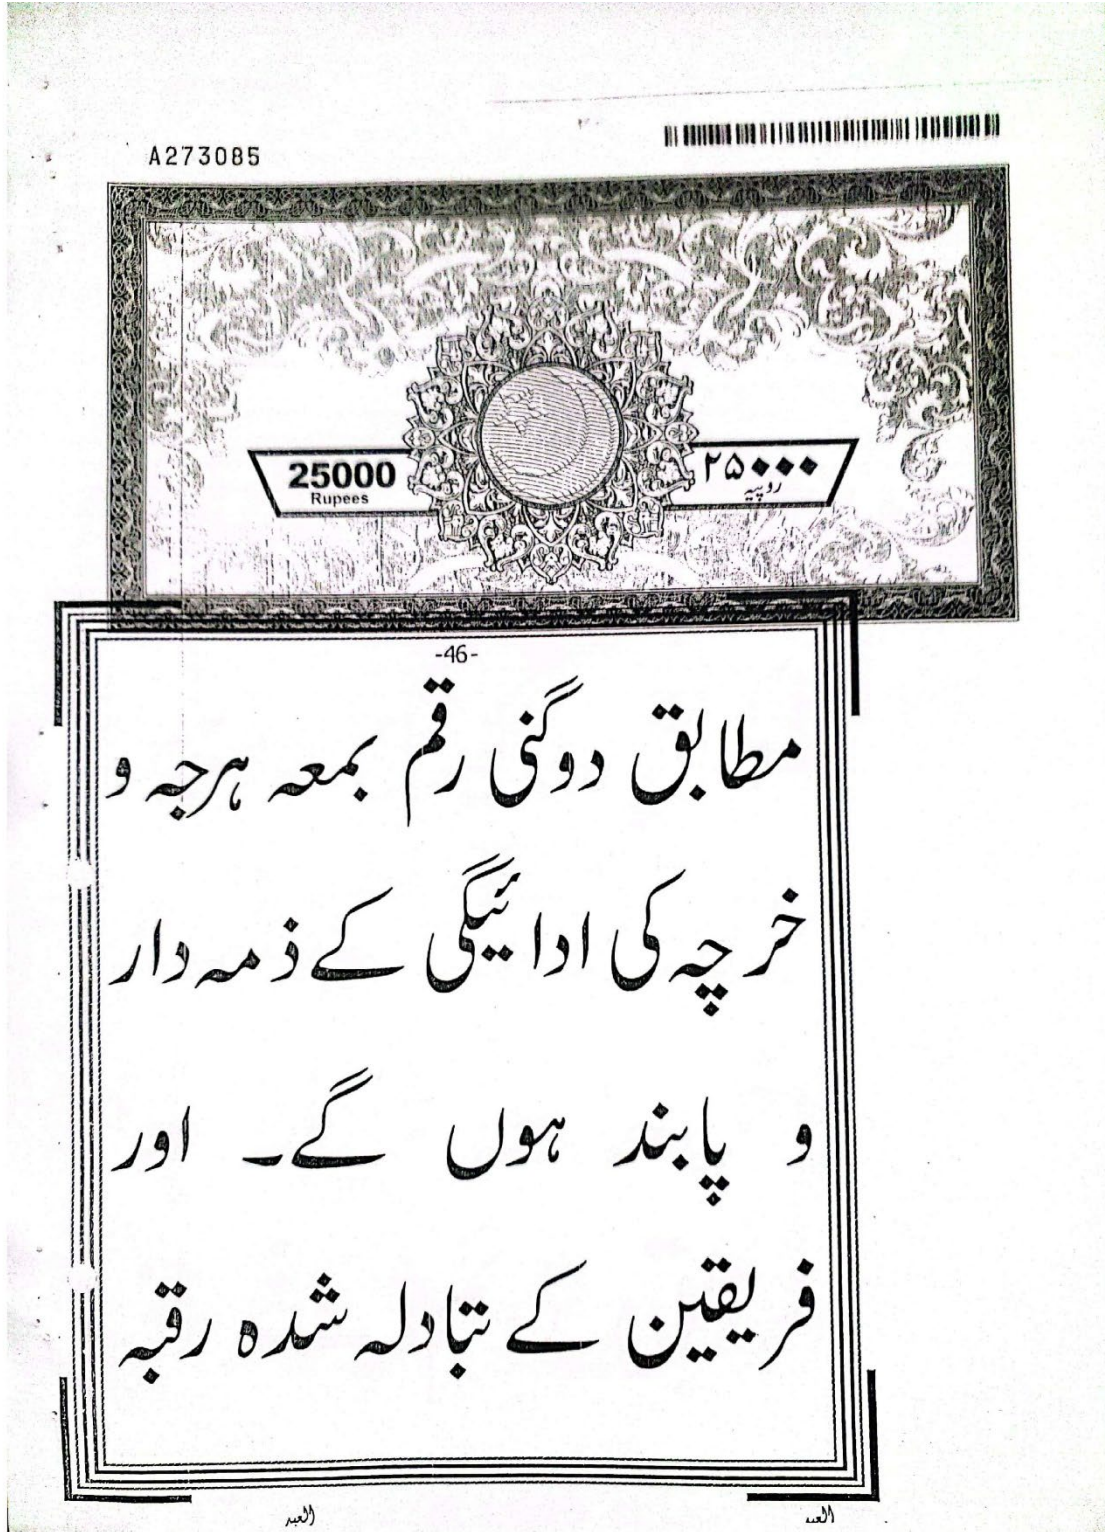 A273085
25000
Rupees
۲۵۰۰۰
روپیہ
-46-
مطابق دوگنی رقم بمعہ ہرجہ و
خرچہ کی ادائیگی کے ذمہ دار
و پابند ہوں گے۔ اور
فریقین کے تبادلہ شدہ رقبہ
العبد
العبد